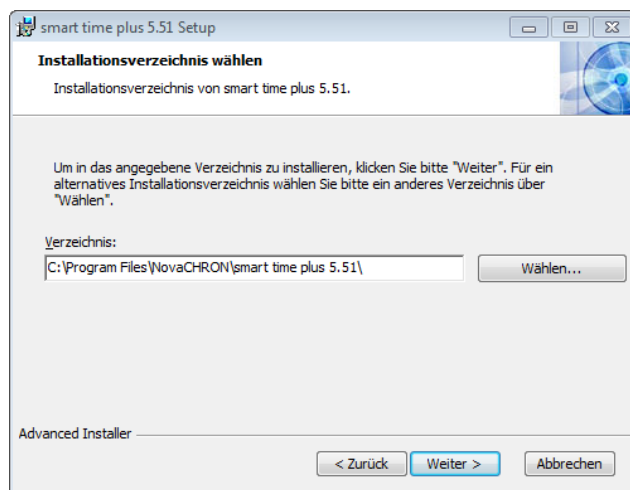 smart time plus 5.51 Setup
Installationsverzeichnis wählen
Installationsverzeichnis von smart time plus 5.51.
Um in das angegebene Verzeichnis zu installieren, klicken Sie bitte "Weiter". Für ein
alternatives Installationsverzeichnis wählen Sie bitte ein anderes Verzeichnis über
"Wählen".
Verzeichnis:
C:\Program Files\NovaCHRON\smart time plus 5.51\
Wählen...
Advanced Installer
< Zurück
Weiter >
Abbrechen